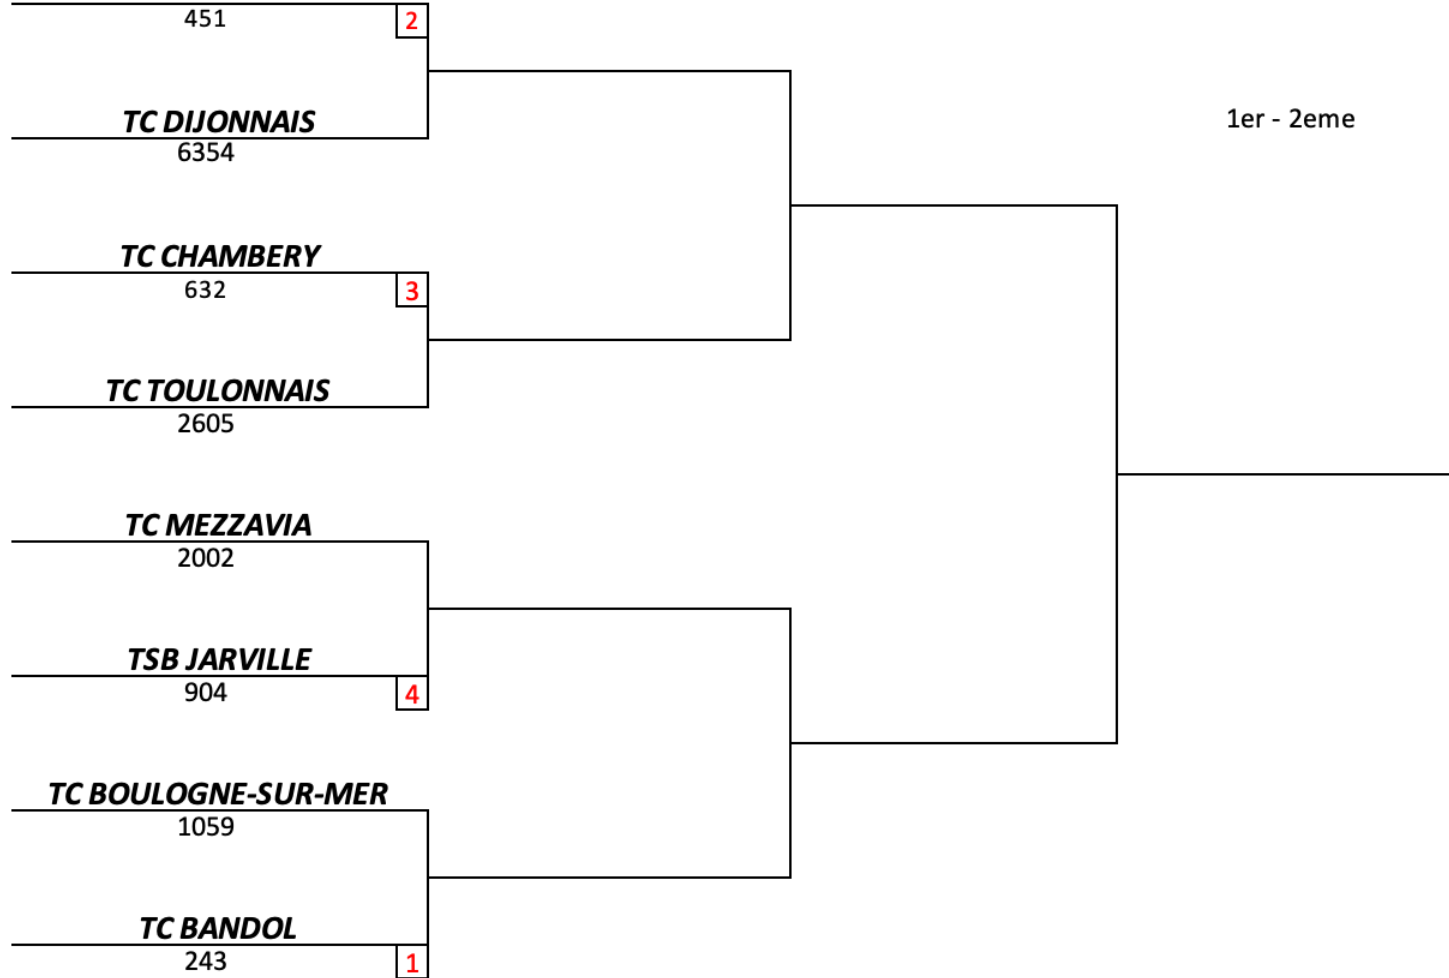 451 2
TC DIJONNAIS
1er - 2eme
6354
TC CHAMBERY
632 3
TC TOULONNAIS
2605
TC MEZZAVIA
2002
TSB JARVILLE
904 4
TC BOULOGNE-SUR-MER
1059
TC BANDOL
243 1